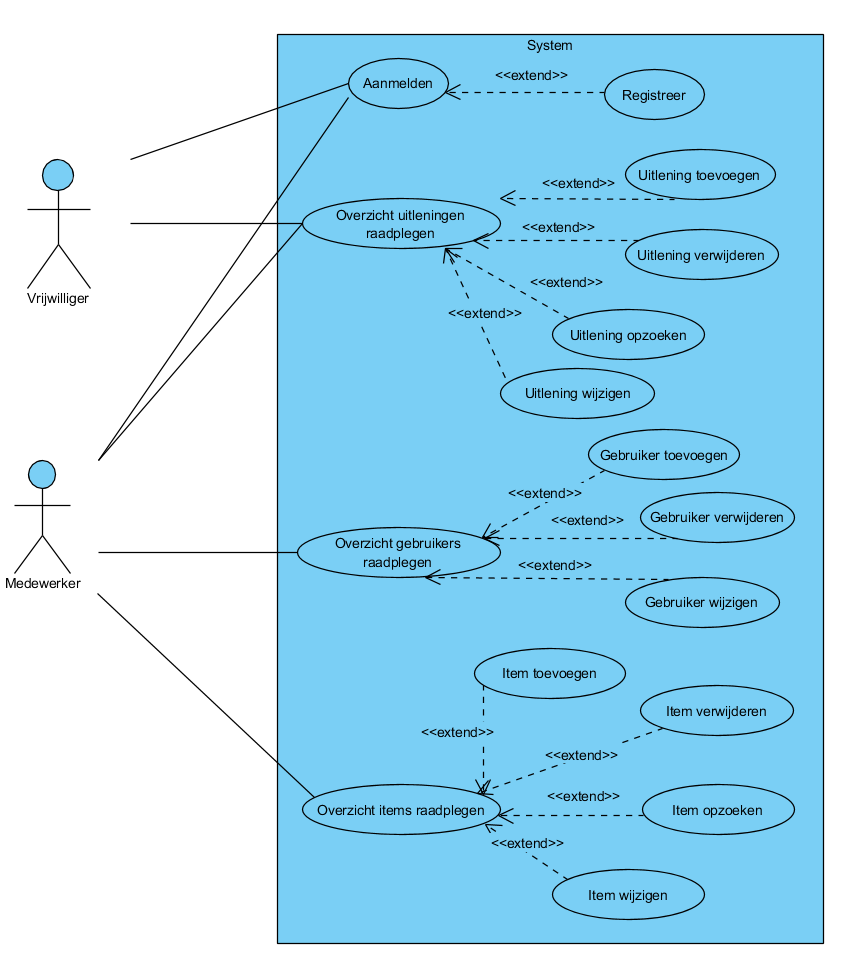 System
Aanmelden
<<extend>>
Registreer
Vrijwilliger
Overzicht uitleningen
raadplegen
<<extend>>
Uitlening toevoegen
<<extend>>
Uitlening verwijderen
<<extend>>
Uitlening opzoeken
<<extend>>
Uitlening wijzigen
Medewerker
Overzicht gebruikers
raadplegen
Gebruiker toevoegen
<<extend>>
Gebruiker verwijderen
<<extend>>
<<extend>>
Gebruiker wijzigen
Item toevoegen
<<extend>>
Item verwijderen
<<extend>>
Overzicht items raadplegen
<<extend>>
Item opzoeken
<<extend>>
Item wijzigen